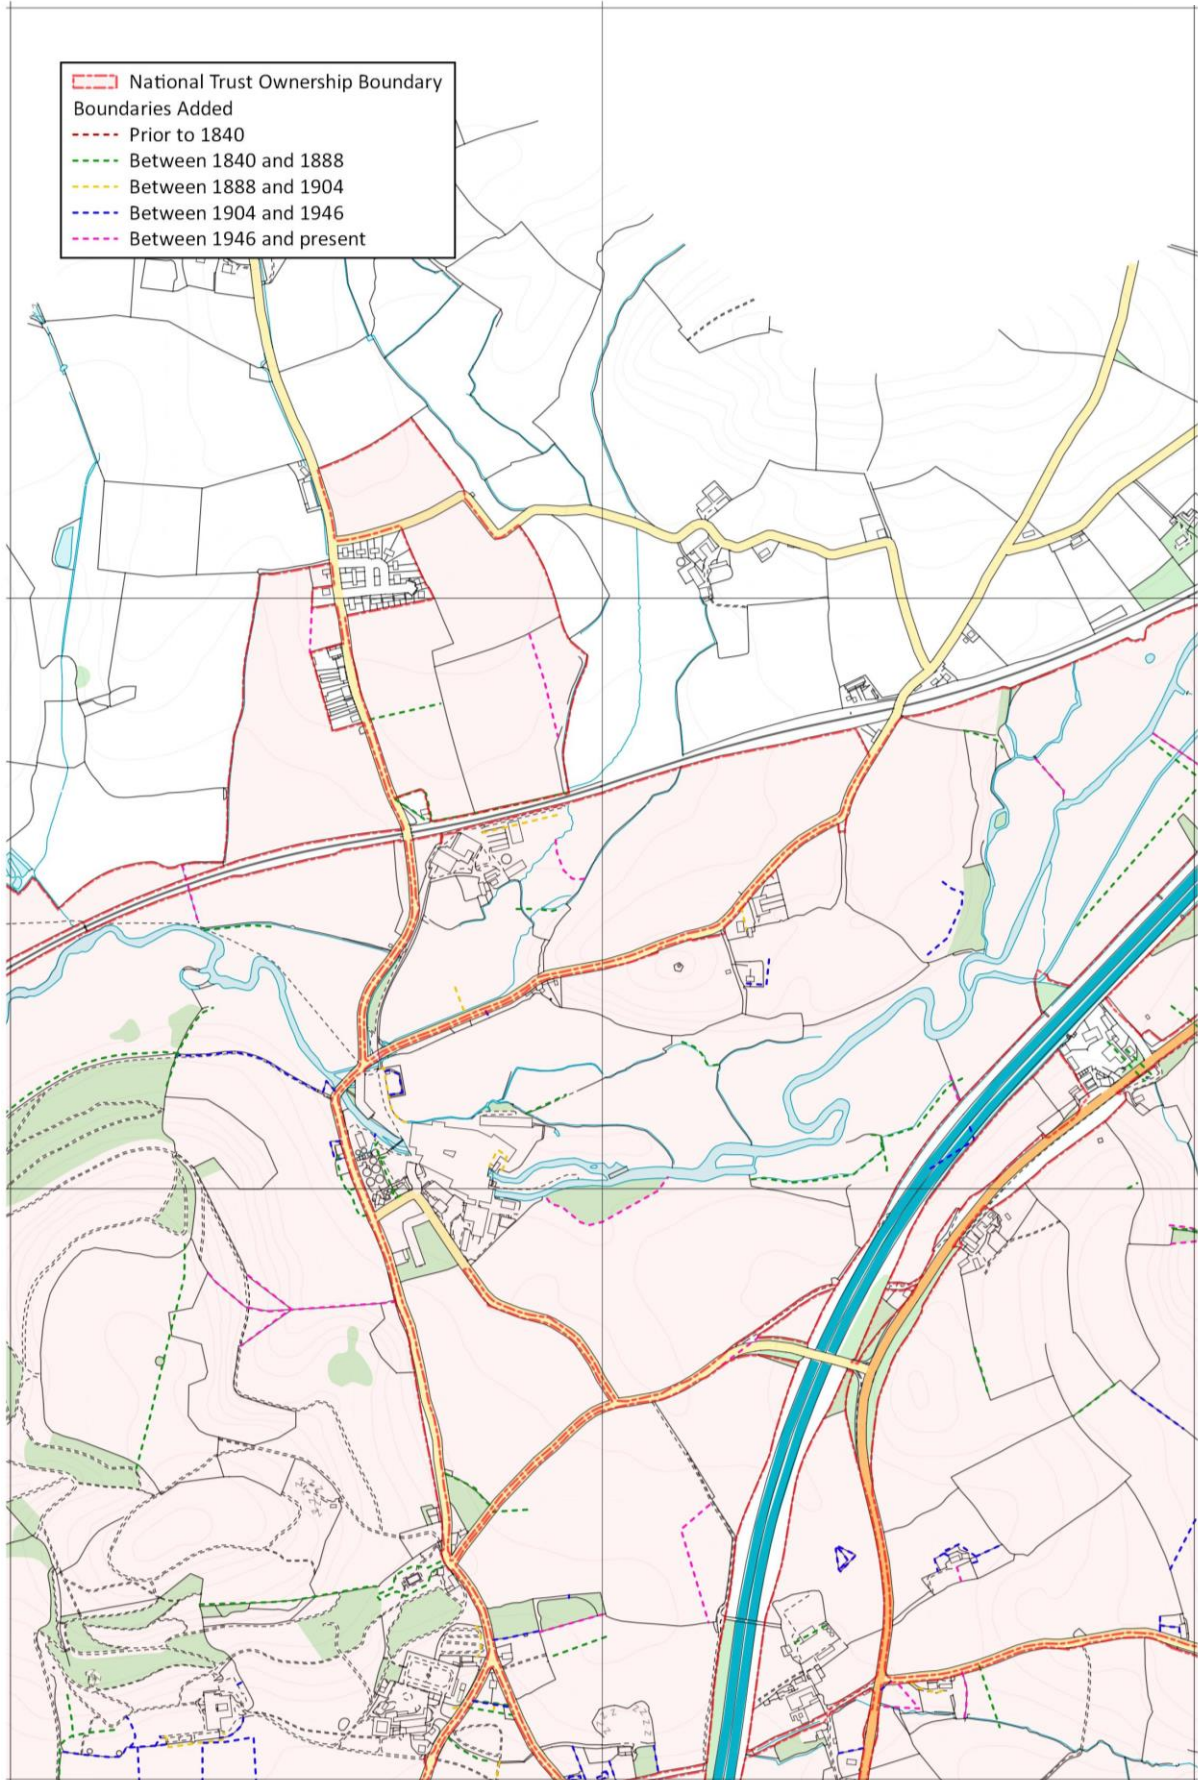 National Trust Ownership Boundary
Boundaries Added
Prior to 1840
Between 1840 and 1888
Between 1888 and 1904
Between 1904 and 1946
Between 1946 and present